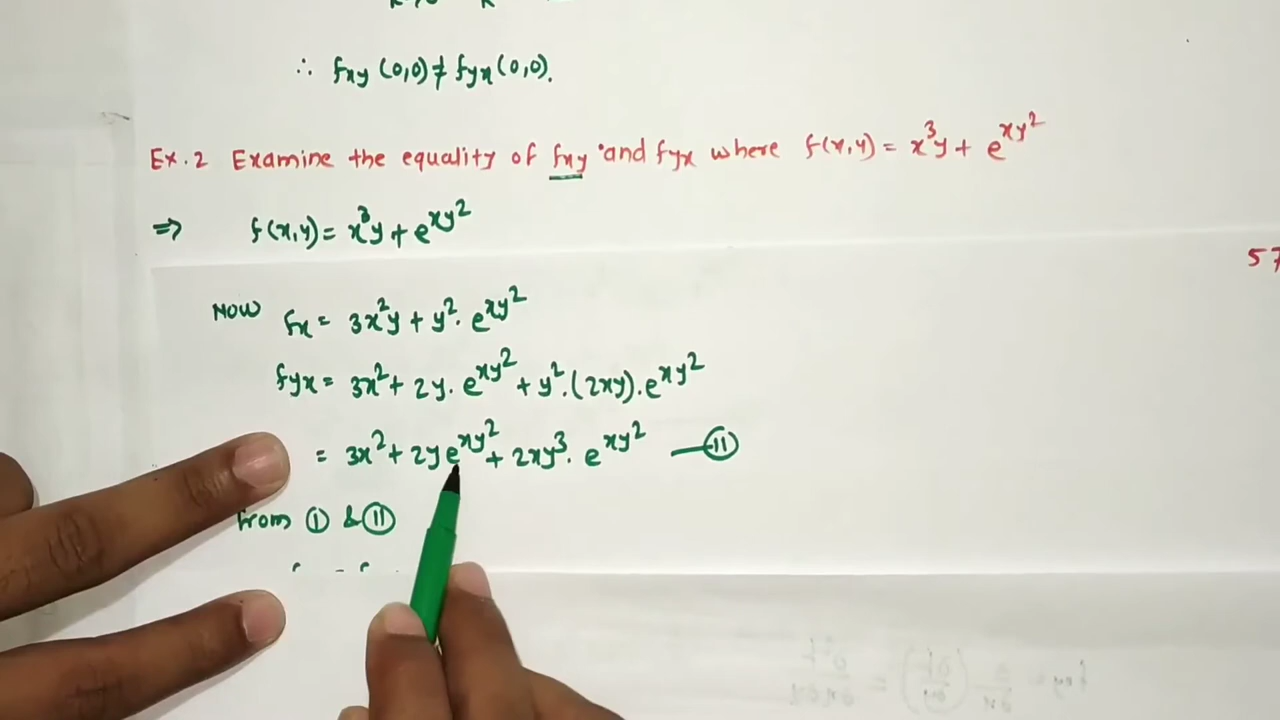 ∴ fxy (0,0) ≠ fyx (0,0).
Ex. 2 Examine the equality of fxy and fyx where f(x,y) = x³y + e^{xy²}
⇒ f(x,y) = x³y + e^{xy²}
57
Now fx = 3x²y + y². e^{xy²}
fyx = 3x² + 2y. e^{xy²} + y². (2xy). e^{xy²}
= 3x² + 2y e^{xy²} + 2xy³. e^{xy²} — II
from I & II